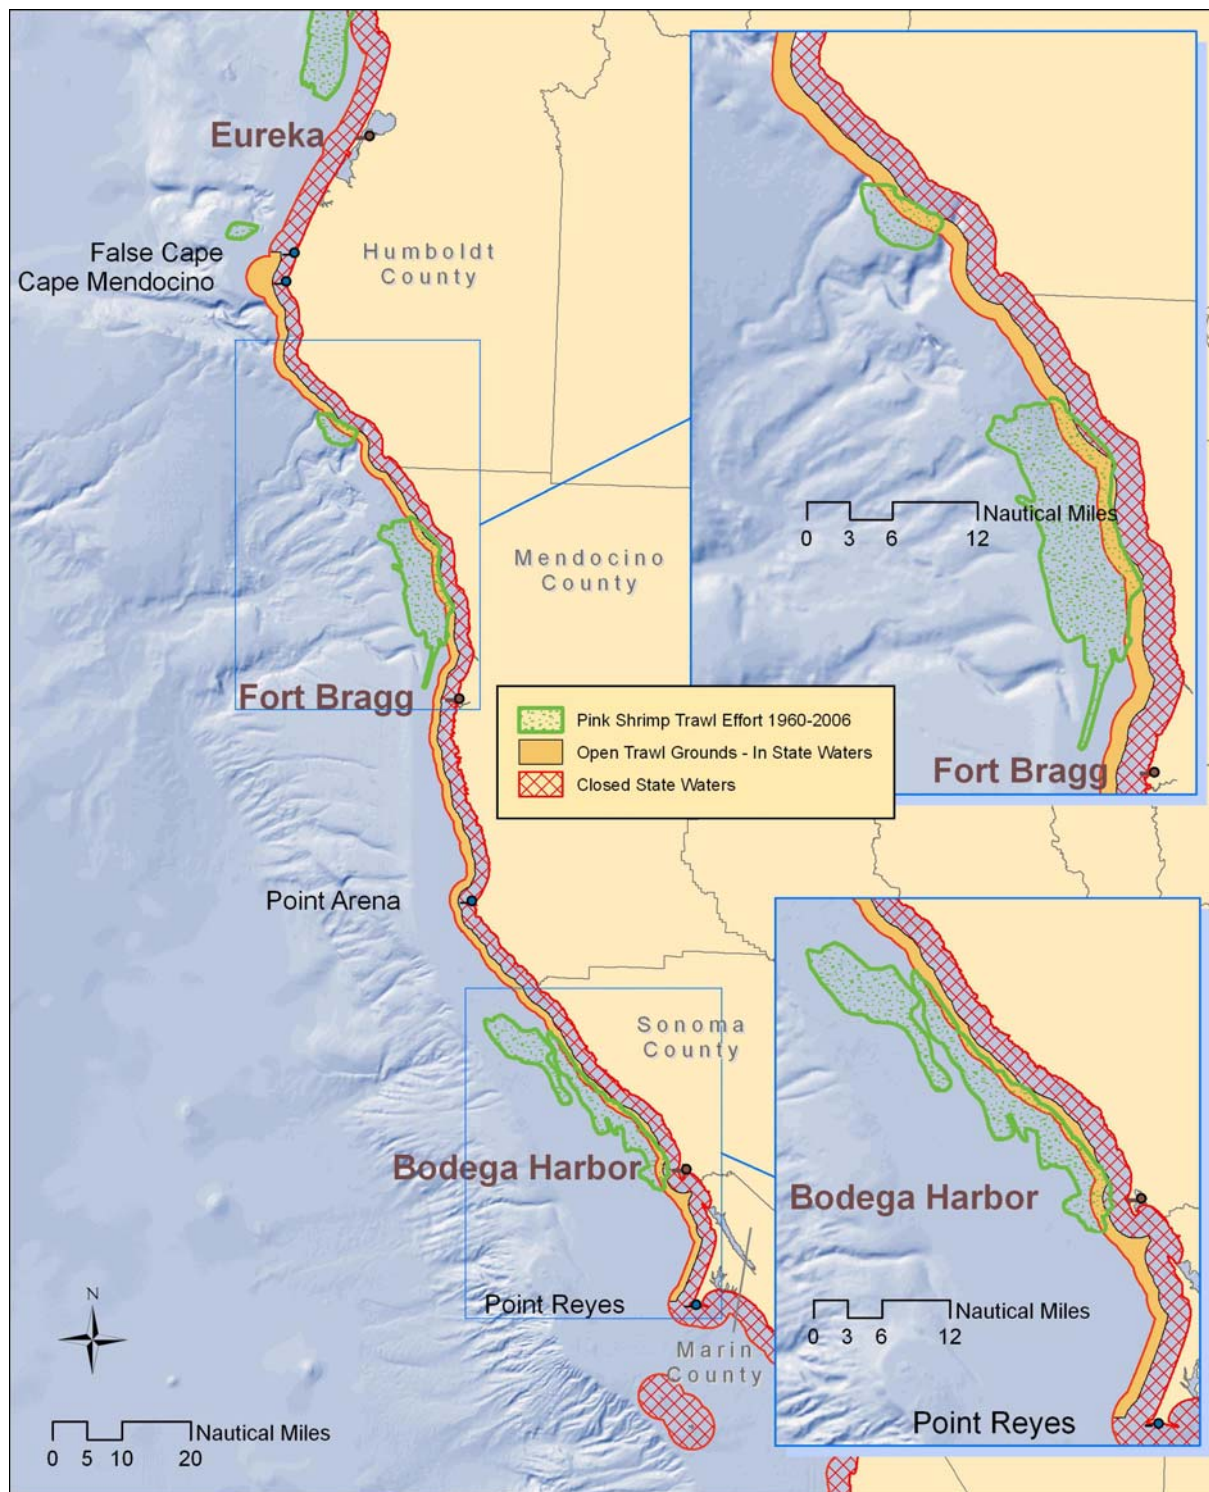 Eureka
False Cape
Cape Mendocino
Humboldt
County
Nautical Miles
0 3 6 12
Mendocino
County
Fort Bragg
Fort Bragg
Pink Shrimp Trawl Effort 1960-2006
Open Trawl Grounds - In State Waters
Closed State Waters
Point Arena
Sonoma
County
Bodega Harbor
Bodega Harbor
Point Reyes
Nautical Miles
0 3 6 12
N
Marin
County
Point Reyes
Nautical Miles
0 5 10 20